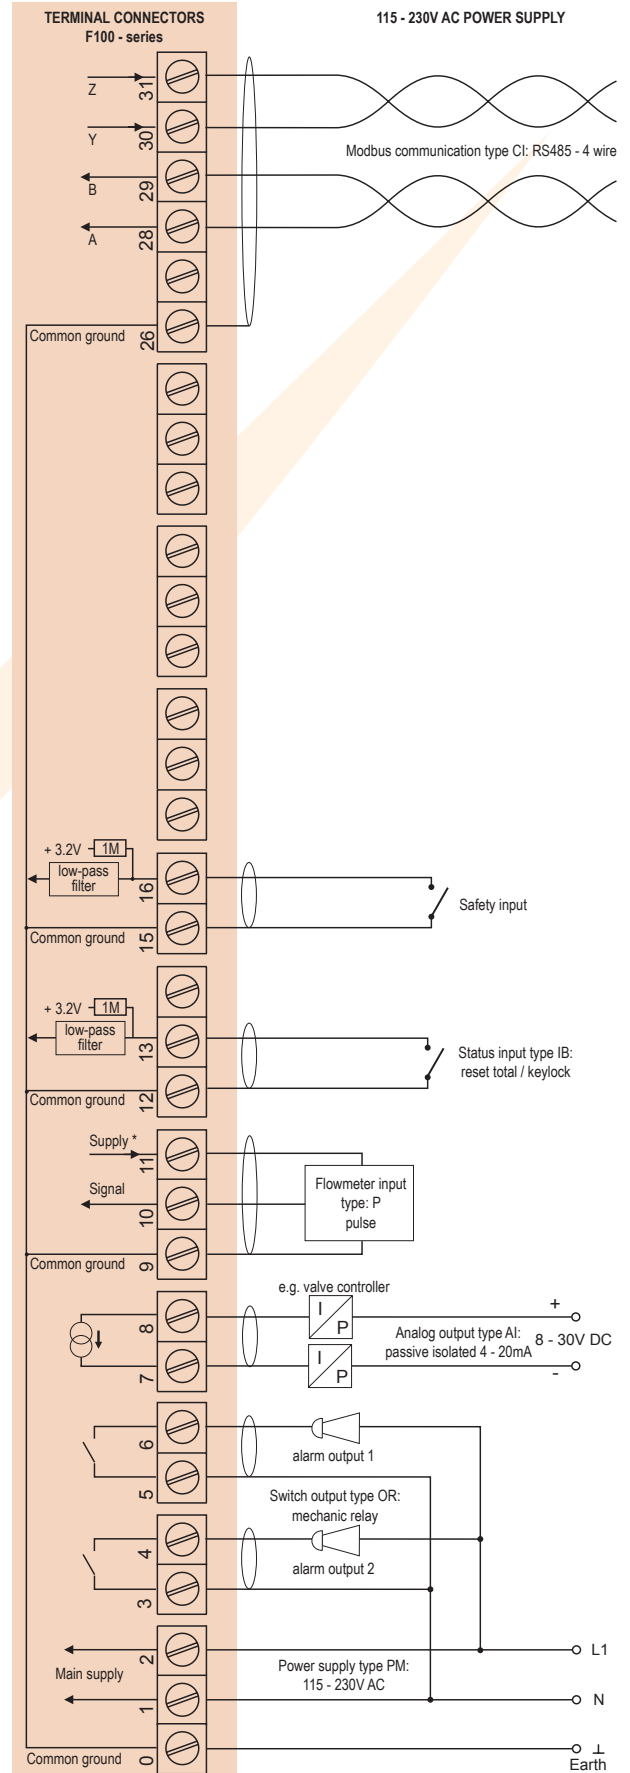 TERMINAL CONNECTORS
F100 - series
115 - 230V AC POWER SUPPLY
Z
31
Y
30
Modbus communication type CI: RS485 - 4 wire
B
29
A
28
Common ground
26
+ 3.2V
1M
low-pass
filter
16
Safety input
Common ground
15
+ 3.2V
1M
low-pass
filter
13
Status input type IB:
reset total / keylock
Common ground
12
Supply *
11
Signal
10
Flowmeter input
type: P
pulse
Common ground
9
e.g. valve controller
8
I
P
+
Analog output type AI:
passive isolated 4 - 20mA
8 - 30V DC
7
I
P
-
6
alarm output 1
5
Switch output type OR:
mechanic relay
4
alarm output 2
3
2
L1
Main supply
Power supply type PM:
115 - 230V AC
1
N
Common ground
0
Earth